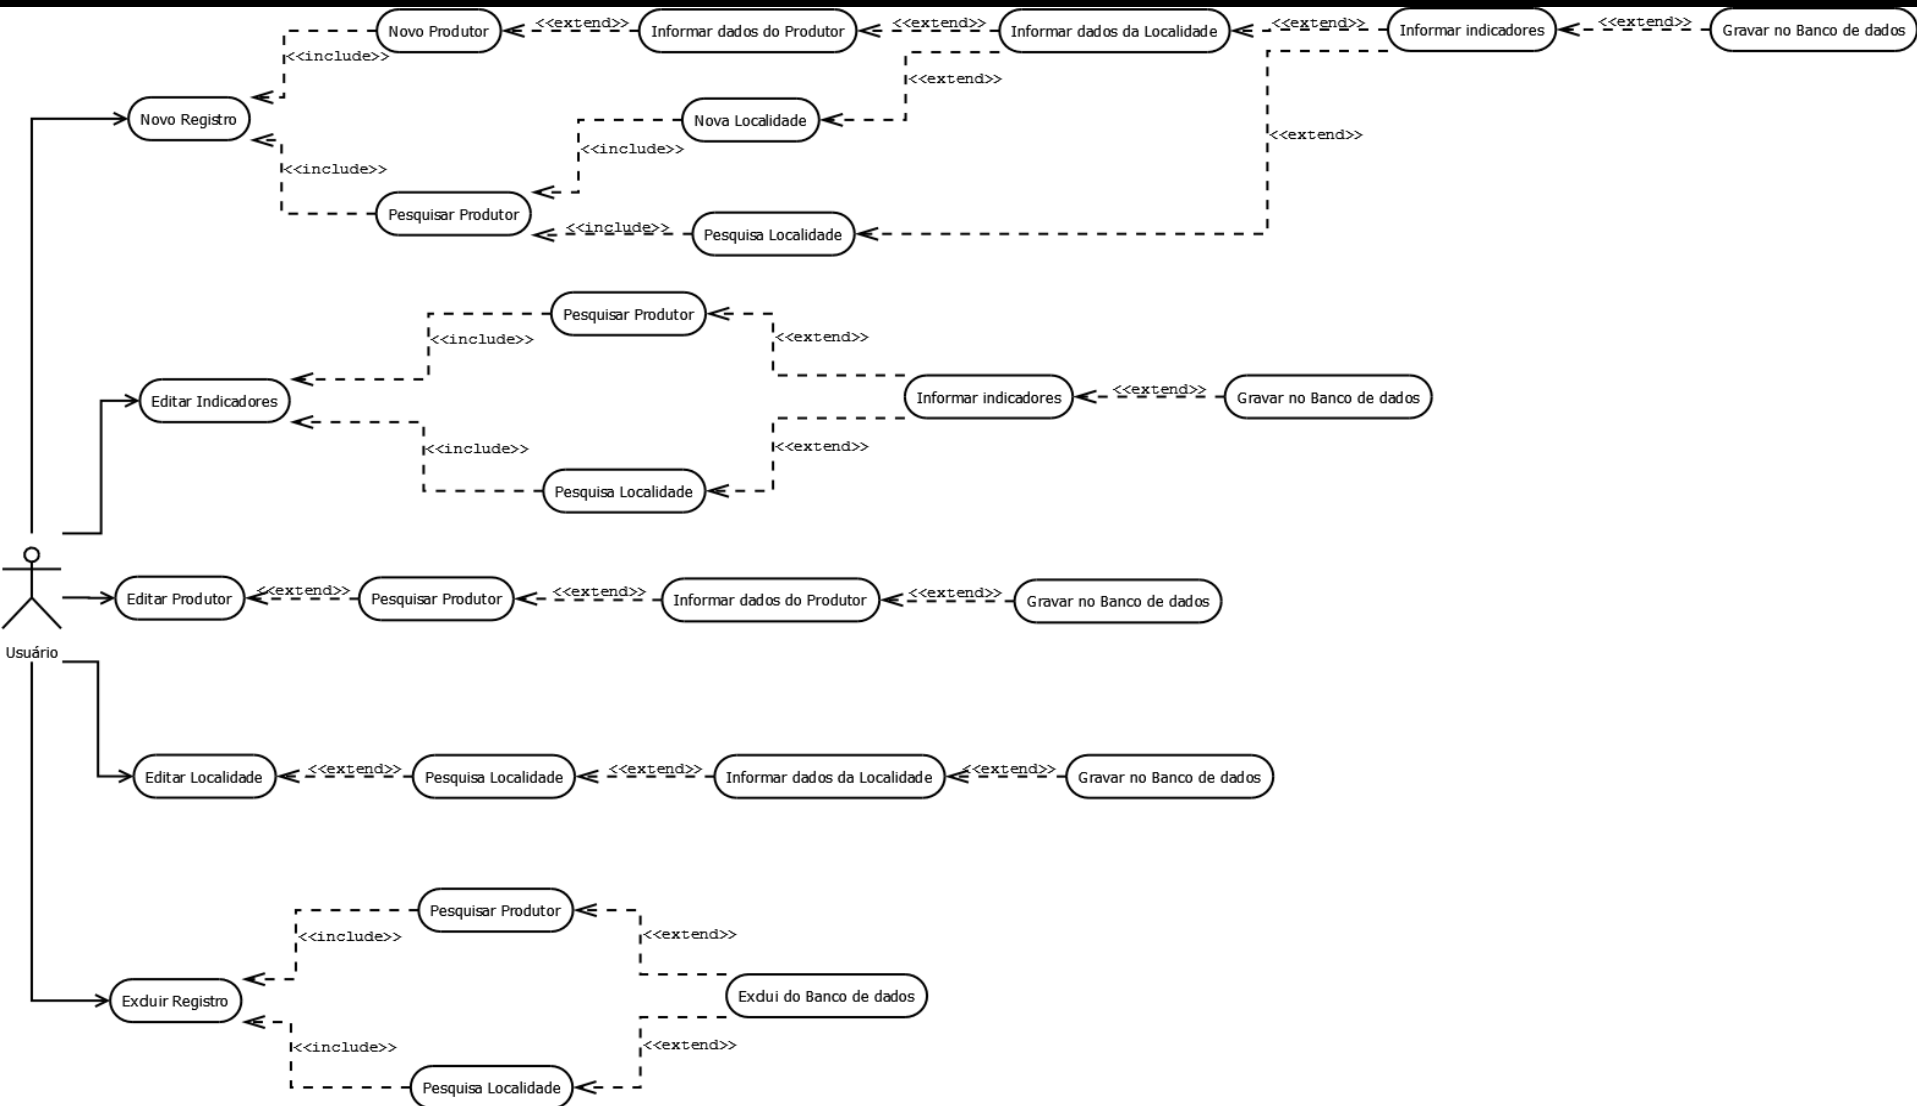 Novo Produtor
<<extend>>
Informar dados do Produtor
<<extend>>
Informar dados da Localidade
<<extend>>
Informar indicadores
<<extend>>
Gravar no Banco de dados
<<include>>
<<extend>>
Novo Registro
Nova Localidade
<<extend>>
<<include>>
<<include>>
Pesquisar Produtor
<<include>>
Pesquisa Localidade
Pesquisar Produtor
<<include>>
<<extend>>
Editar Indicadores
Informar indicadores
<<extend>>
Gravar no Banco de dados
<<include>>
<<extend>>
Pesquisa Localidade
Editar Produtor
<<extend>>
Pesquisar Produtor
<<extend>>
Informar dados do Produtor
<<extend>>
Gravar no Banco de dados
Usuário
Editar Localidade
<<extend>>
Pesquisa Localidade
<<extend>>
Informar dados da Localidade
<<extend>>
Gravar no Banco de dados
Pesquisar Produtor
<<include>>
<<extend>>
Excluir Registro
Exclui do Banco de dados
<<include>>
<<extend>>
Pesquisa Localidade